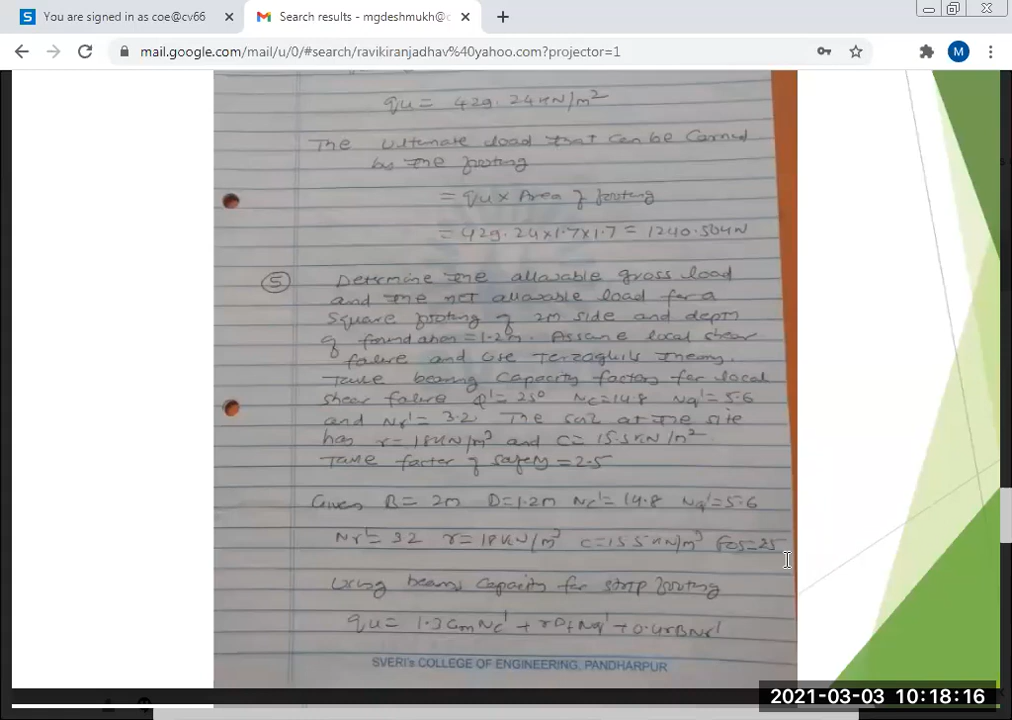 You are signed in as coe@cv66
Search results - mgdeshmukh@c
mail.google.com/mail/u/0/#search/ravikiranjadhav%40yahoo.com?projector=1
M
qu = 429.24 kN/m²
The Ultimate load that can be Carried
by the footing
= qu x Area of footing
= 429.24 x 1.7 x 1.7 = 1240.50 kN
5 Determine the allowable gross load
and the net allowable load for a
Square footing of 2m side and depth
of foundation = 1.2m. Assume local shear
failure and Use Terzaghi's Theory.
Take bearing Capacity factors for local
shear failure φ' = 25° Nc = 14.8 Nq' = 5.6
and Nr' = 3.2 The soil at the site
has r = 18 kN/m³ and C = 15.5 kN/m²
Take factor of safety = 2.5
Given B = 2m D = 1.2m Nc' = 14.8 Nq' = 5.6
Nr' = 3.2 r = 18 kN/m³ C = 15.5 kN/m³ FOS = 2.5
Using bearing Capacity for strip footing
qu = 1.3 Cm Nc' + r Df Nq' + 0.4 r B Nr'
SVERI's COLLEGE OF ENGINEERING, PANDHARPUR
2021-03-03 10:18:16